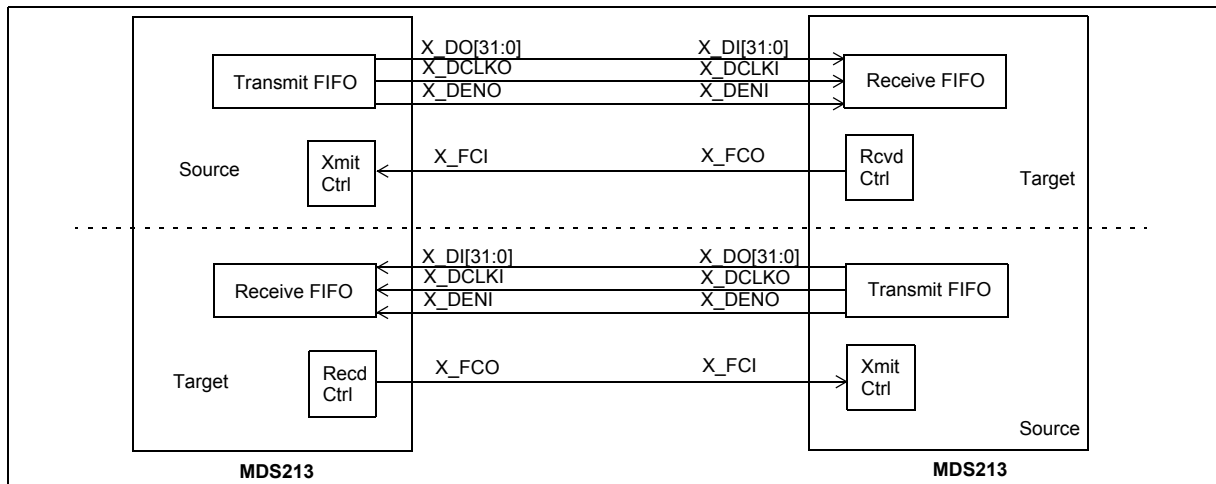 X_DO[31:0] X_DI[31:0]
X_DCLKO X_DCLKI
Transmit FIFO Receive FIFO
X_DENO X_DENI
Source Xmit Ctrl X_FCI X_FCO Rcvd Ctrl Target
X_DI[31:0] X_DO[31:0]
X_DCLKI X_DCLKO
Receive FIFO Transmit FIFO
X_DENI X_DENO
Target Recd Ctrl X_FCO X_FCI Xmit Ctrl
Source
MDS213 MDS213